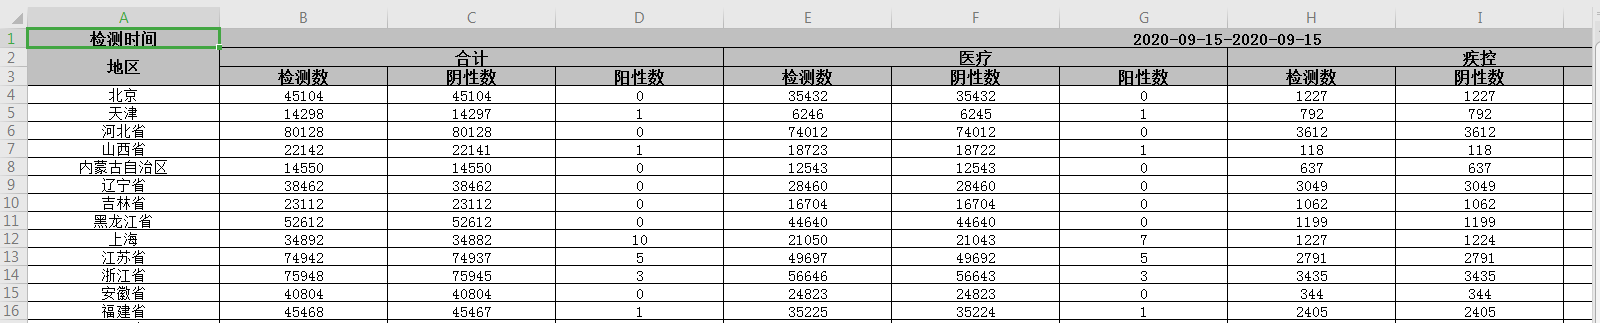 A B C D E F G H I
1 检测时间 2020-09-15-2020-09-15
2 地区 合计 医疗 疾控
3 检测数 阴性数 阳性数 检测数 阴性数 阳性数 检测数 阴性数
4 北京 45104 45104 0 35432 35432 0 1227 1227
5 天津 14298 14297 1 6246 6245 1 792 792
6 河北省 80128 80128 0 74012 74012 0 3612 3612
7 山西省 22142 22141 1 18723 18722 1 118 118
8 内蒙古自治区 14550 14550 0 12543 12543 0 637 637
9 辽宁省 38462 38462 0 28460 28460 0 3049 3049
10 吉林省 23112 23112 0 16704 16704 0 1062 1062
11 黑龙江省 52612 52612 0 44640 44640 0 1199 1199
12 上海 34892 34882 10 21050 21043 7 1227 1224
13 江苏省 74942 74937 5 49697 49692 5 2791 2791
14 浙江省 75948 75945 3 56646 56643 3 3435 3435
15 安徽省 40804 40804 0 24823 24823 0 344 344
16 福建省 45468 45467 1 35225 35224 1 2405 2405